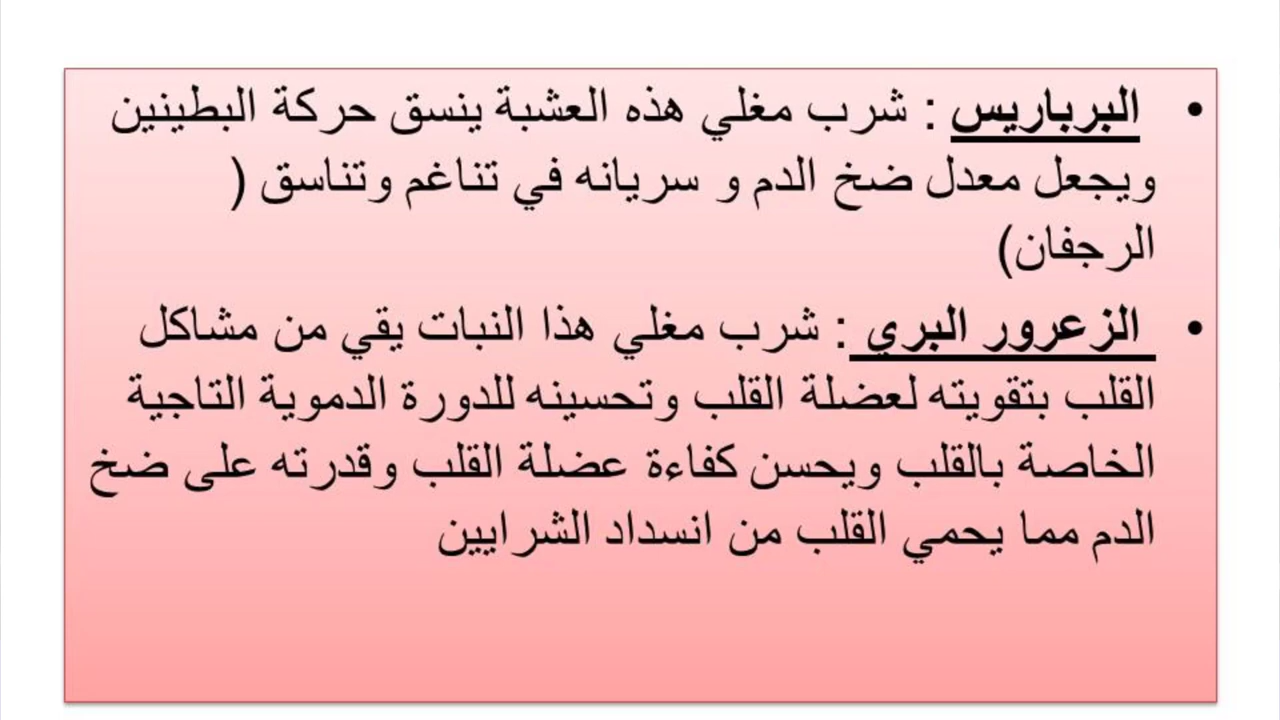 • البرباريس : شرب مغلي هذه العشبة ينسق حركة البطينين
ويجعل معدل ضخ الدم و سريانه في تناغم وتناسق (
الرجفان)
• الزعرور البري : شرب مغلي هذا النبات يقي من مشاكل
القلب بتقويته لعضلة القلب وتحسينه للدورة الدموية التاجية
الخاصة بالقلب ويحسن كفاءة عضلة القلب وقدرته على ضخ
الدم مما يحمي القلب من انسداد الشرايين